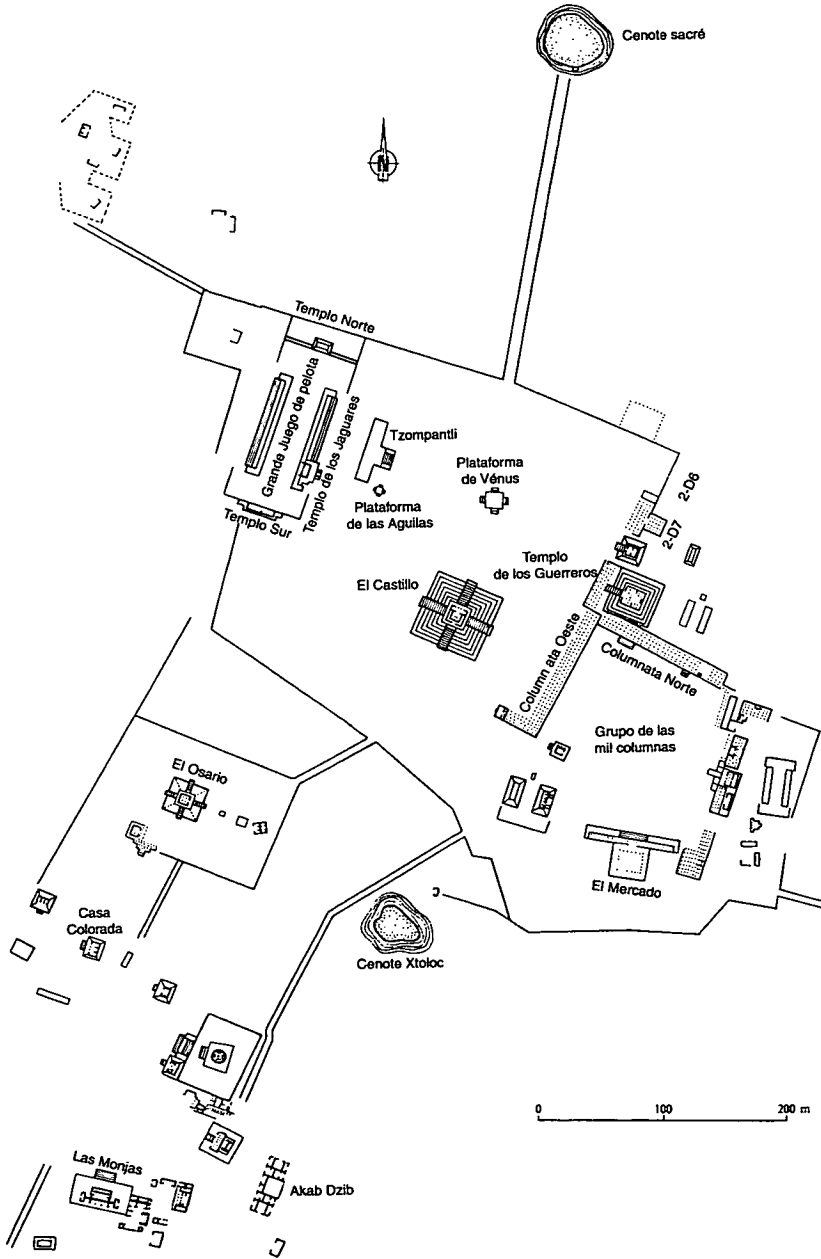 Cenote sacré
N
Templo Norte
Grande Juego de pelota
Templo de los Jaguares
Tzompantli
Plataforma
de Vénus
Plataforma
de las Aguilas
Templo Sur
2-D6
2-D7
Templo
de los Guerreros
El Castillo
Column ata Oeste
Columnata Norte
Grupo de las
mil columnas
El Osario
El Mercado
Casa
Colorada
Cenote Xtoloc
0 100 200 m
Las Monjas
Akab Dzib